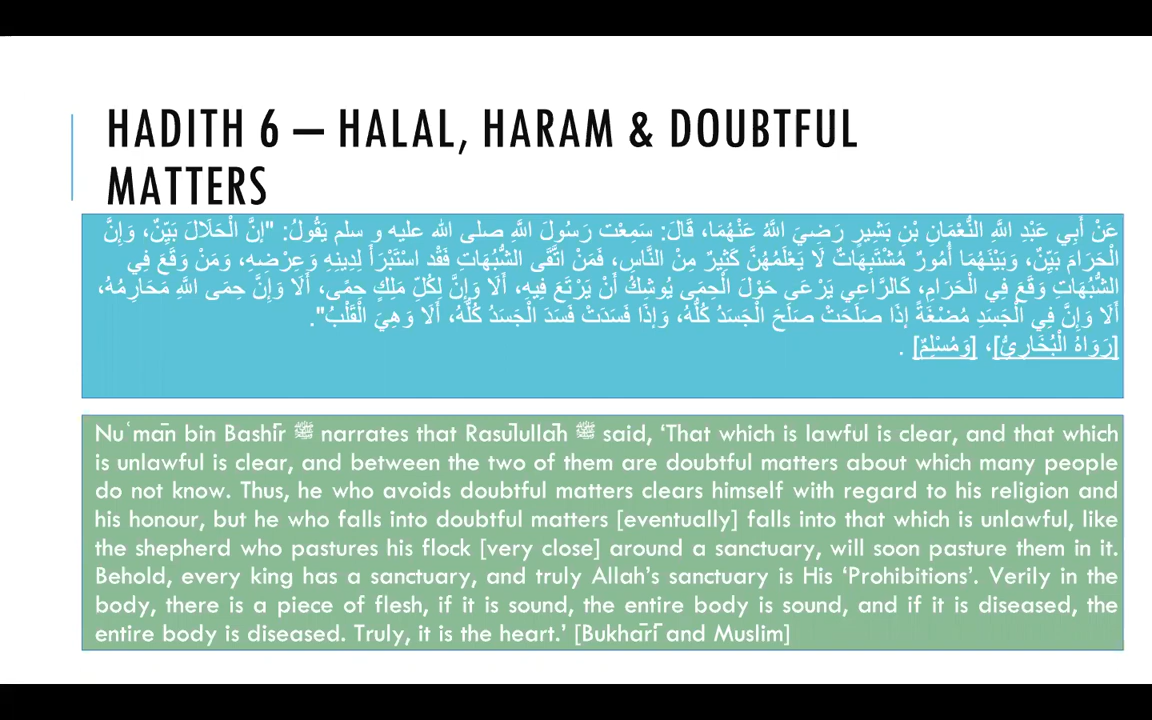 HADITH 6 – HALAL, HARAM & DOUBTFUL
MATTERS
عَنْ أَبِي عَبْدِ اللَّهِ النُّعْمَانِ بْنِ بَشِيرٍ رَضِيَ اللَّهُ عَنْهُمَا، قَالَ: سَمِعْت رَسُولَ اللَّهِ صلى الله عليه و سلم يَقُولُ: "إنَّ الْحَلَالَ بَيِّنٌ، وَإِنَّ
الْحَرَامَ بَيِّنٌ، وَبَيْنَهُمَا أُمُورٌ مُشْتَبِهَاتٌ لَا يَعْلَمُهُنَّ كَثِيرٌ مِنْ النَّاسِ، فَمَنْ اتَّقَى الشُّبُهَاتِ فَقْد اسْتَبْرَأَ لِدِينِهِ وَعِرْضِهِ، وَمَنْ وَقَعَ فِي
الشُّبُهَاتِ وَقَعَ فِي الْحَرَامِ، كَالرَّاعِي يَرْعَى حَوْلَ الْحِمَى يُوشِكُ أَنْ يَرْتَعَ فِيهِ، أَلَا وَإِنَّ لِكُلِّ مَلِكٍ حِمًى، أَلَا وَإِنَّ حِمَى اللَّهِ مَحَارِمُهُ،
أَلَا وَإِنَّ فِي الْجَسَدِ مُضْغَةً إذَا صَلَحَتْ صَلَحَ الْجَسَدُ كُلُّهُ، وَإذَا فَسَدَتْ فَسَدَ الْجَسَدُ كُلُّهُ، أَلَا وَهِيَ الْقَلْبُ".
[رَوَاهُ الْبُخَارِيُّ]، [وَمُسْلِمٌ] .
Nuʿmān bin Bashīr ﷺ narrates that Rasūlullāh ﷺ said, ‘That which is lawful is clear, and that which
is unlawful is clear, and between the two of them are doubtful matters about which many people
do not know. Thus, he who avoids doubtful matters clears himself with regard to his religion and
his honour, but he who falls into doubtful matters [eventually] falls into that which is unlawful, like
the shepherd who pastures his flock [very close] around a sanctuary, will soon pasture them in it.
Behold, every king has a sanctuary, and truly Allah’s sanctuary is His ‘Prohibitions’. Verily in the
body, there is a piece of flesh, if it is sound, the entire body is sound, and if it is diseased, the
entire body is diseased. Truly, it is the heart.’ [Bukhārī and Muslim]